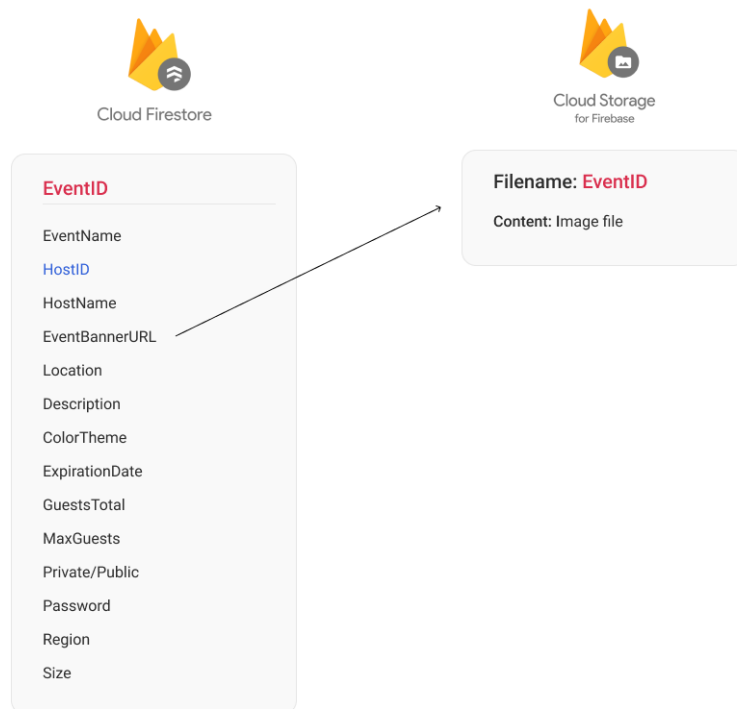 Cloud Firestore
EventID
EventName
HostID
HostName
EventBannerURL
Location
Description
ColorTheme
ExpirationDate
GuestsTotal
MaxGuests
Private/Public
Password
Region
Size
Cloud Storage
for Firebase
Filename: EventID
Content: Image file